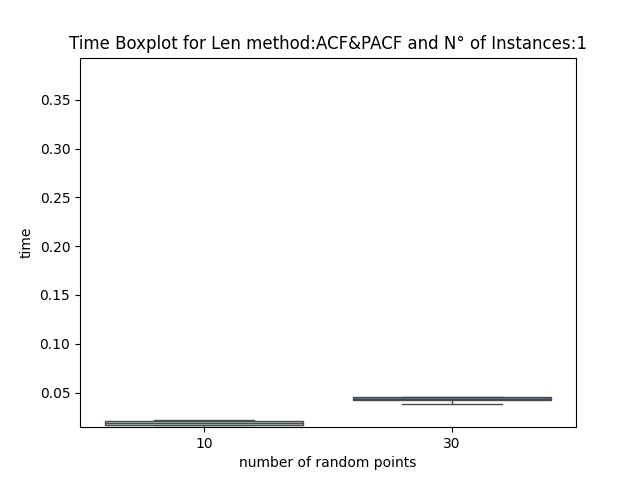 Time Boxplot for Len method:ACF&PACF and N° of Instances:1
0.35
0.30
0.25
0.20
0.15
0.10
0.05
time
10 30
number of random points